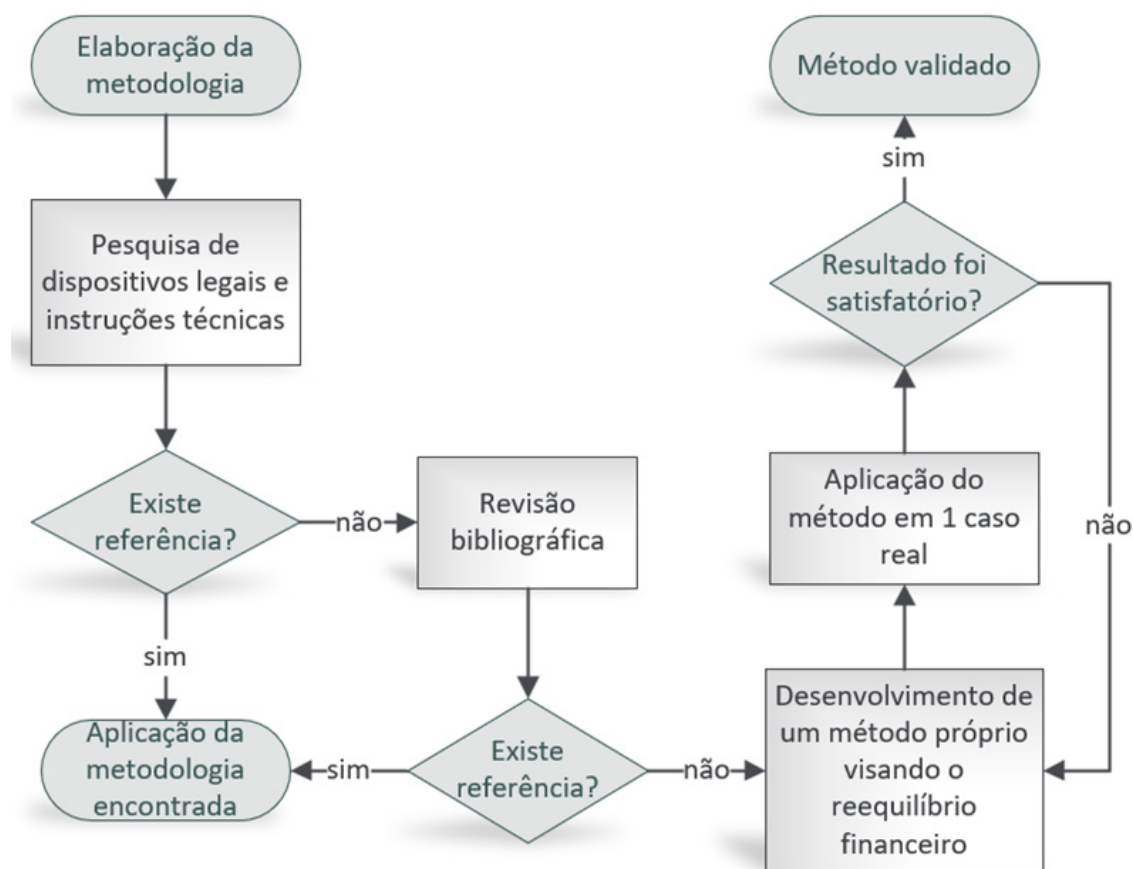 Elaboração da
metodologia
Pesquisa de
dispositivos legais e
instruções técnicas
Existe
referência?
não
Revisão
bibliográfica
sim
Aplicação da
metodologia
encontrada
sim
Existe
referência?
não
Desenvolvimento de
um método próprio
visando o
reequilíbrio
financeiro
Aplicação do
método em 1 caso
real
Resultado foi
satisfatório?
não
sim
Método validado